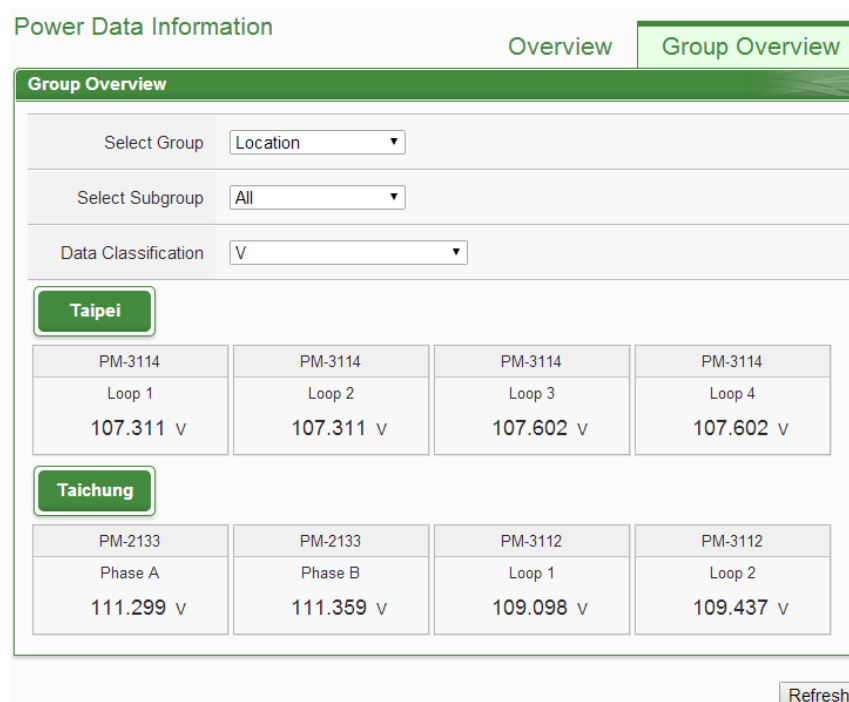 Power Data Information
Overview Group Overview
Group Overview
Select Group Location
Select Subgroup All
Data Classification V
Taipei
PM-3114 PM-3114 PM-3114 PM-3114
Loop 1 Loop 2 Loop 3 Loop 4
107.311 V 107.311 V 107.602 V 107.602 V
Taichung
PM-2133 PM-2133 PM-3112 PM-3112
Phase A Phase B Loop 1 Loop 2
111.299 V 111.359 V 109.098 V 109.437 V
Refresh